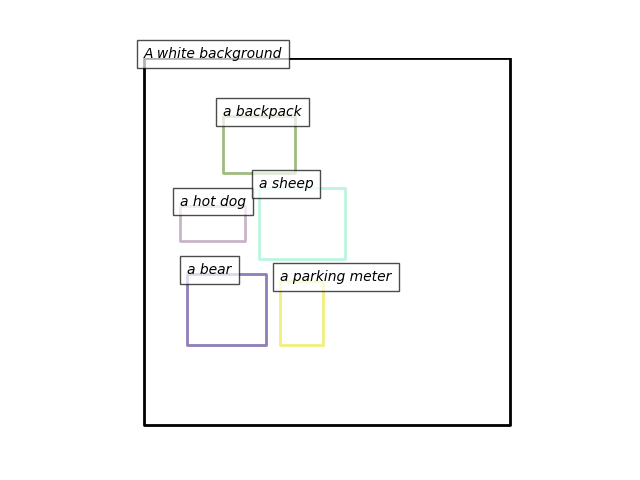 A white background
a backpack
a sheep
a hot dog
a bear
a parking meter